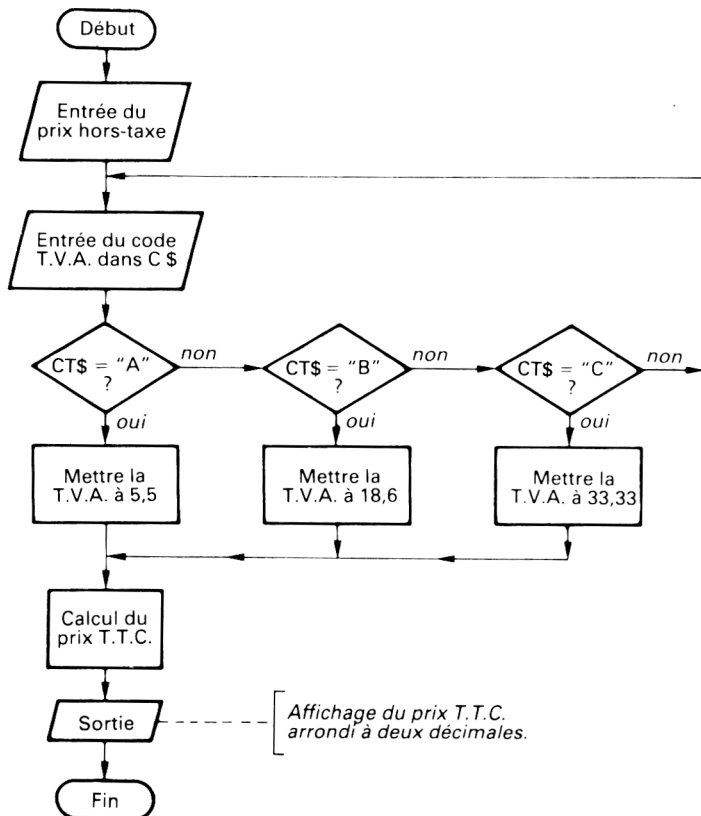 Début
Entrée du
prix hors-taxe
Entrée du code
T.V.A. dans C $
CT$ = "A"
?
non
oui
CT$ = "B"
?
non
oui
CT$ = "C"
?
non
oui
Mettre la
T.V.A. à 5,5
Mettre la
T.V.A. à 18,6
Mettre la
T.V.A. à 33,33
Calcul du
prix T.T.C.
Sortie
Affichage du prix T.T.C.
arrondi à deux décimales.
Fin